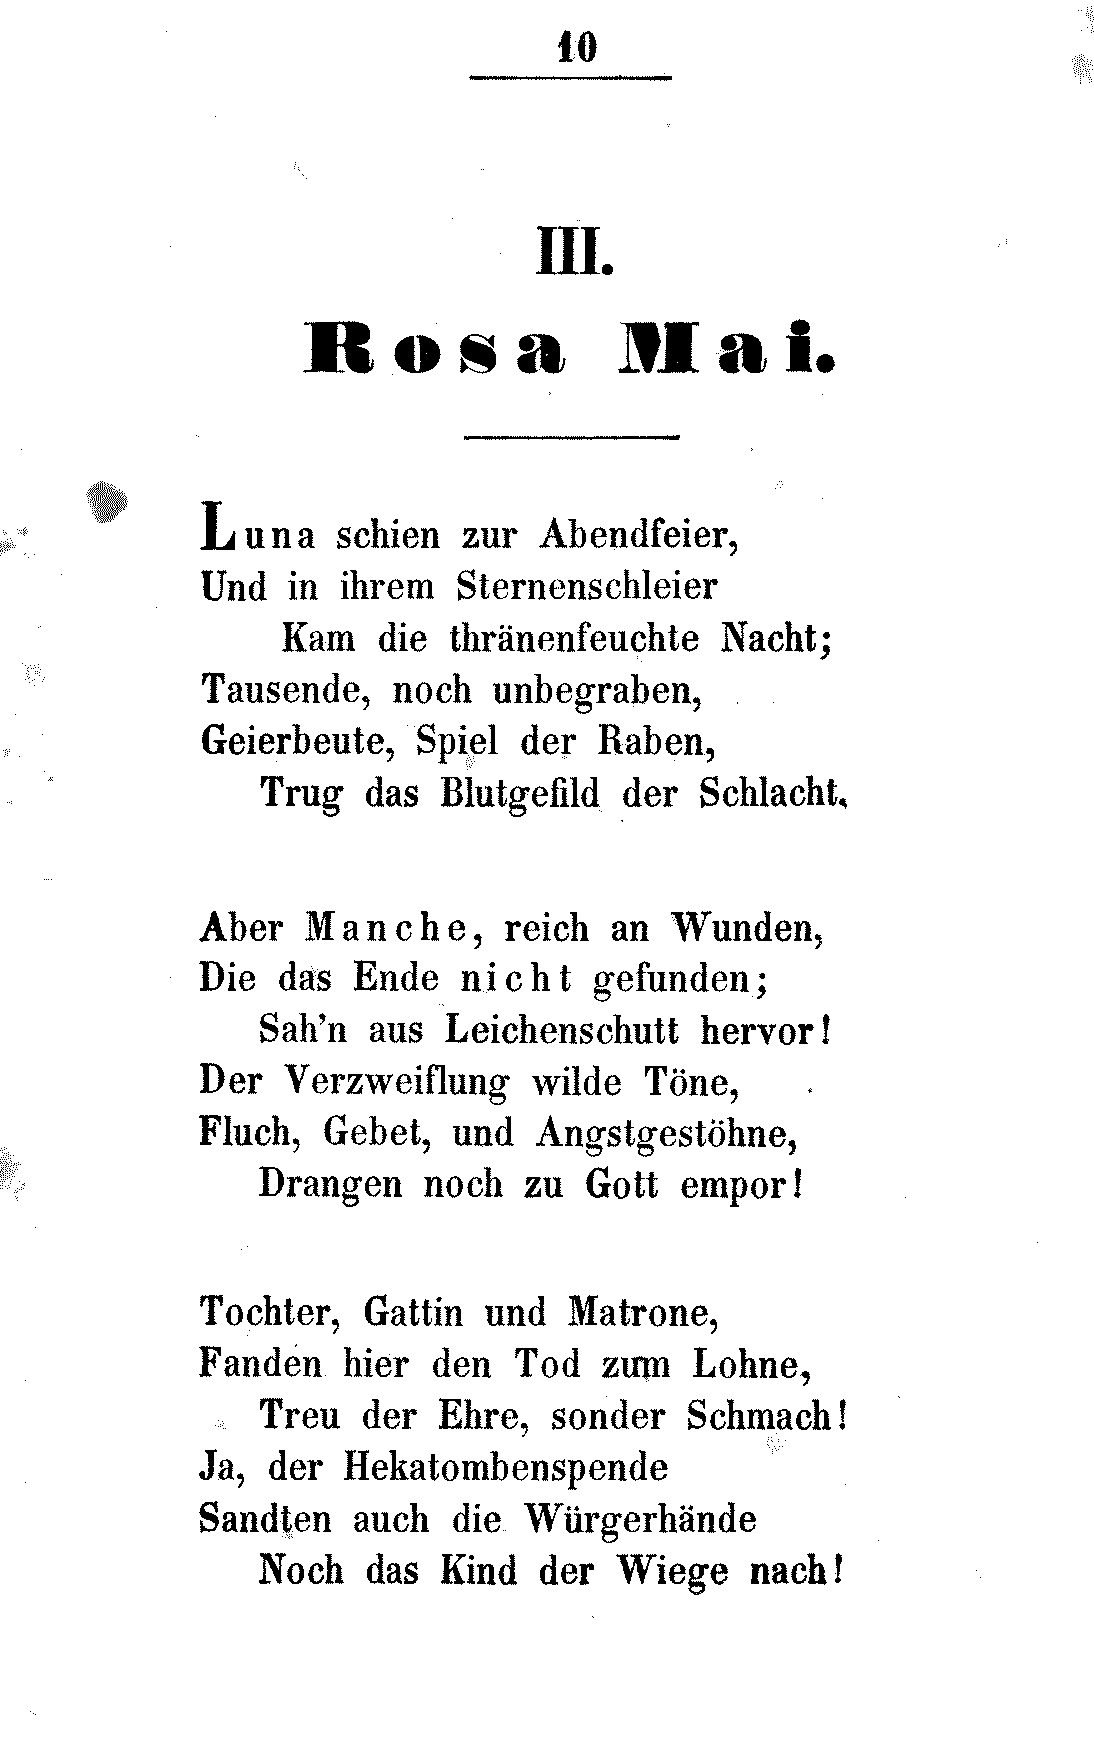 10
III.
Rosa Mai.
Luna schien zur Abendfeier,
Und in ihrem Sternenschleier
Kam die thränenfeuchte Nacht;
Tausende, noch unbegraben,
Geierbeute, Spiel der Raben,
Trug das Blutgefild der Schlacht.
Aber Manche, reich an Wunden,
Die das Ende nicht gefunden;
Sah'n aus Leichenschutt hervor!
Der Verzweiflung wilde Töne,
Fluch, Gebet, und Angstgestöhne,
Drangen noch zu Gott empor!
Tochter, Gattin und Matrone,
Fanden hier den Tod zum Lohne,
Treu der Ehre, sonder Schmach!
Ja, der Hekatombenspende
Sandten auch die Würgerhände
Noch das Kind der Wiege nach!